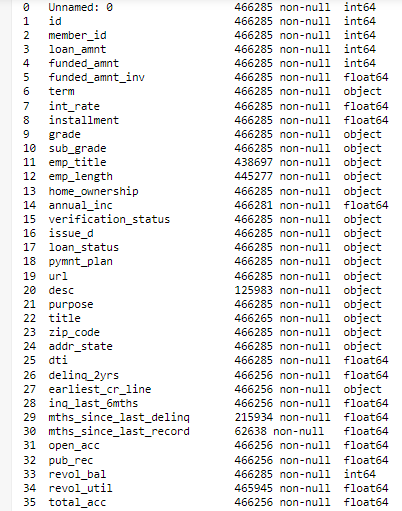 0 Unnamed: 0 466285 non-null int64
1 id 466285 non-null int64
2 member_id 466285 non-null int64
3 loan_amnt 466285 non-null int64
4 funded_amnt 466285 non-null int64
5 funded_amnt_inv 466285 non-null float64
6 term 466285 non-null object
7 int_rate 466285 non-null float64
8 installment 466285 non-null float64
9 grade 466285 non-null object
10 sub_grade 466285 non-null object
11 emp_title 438697 non-null object
12 emp_length 445277 non-null object
13 home_ownership 466285 non-null object
14 annual_inc 466281 non-null float64
15 verification_status 466285 non-null object
16 issue_d 466285 non-null object
17 loan_status 466285 non-null object
18 pymnt_plan 466285 non-null object
19 url 466285 non-null object
20 desc 125983 non-null object
21 purpose 466285 non-null object
22 title 466265 non-null object
23 zip_code 466285 non-null object
24 addr_state 466285 non-null object
25 dti 466285 non-null float64
26 delinq_2yrs 466256 non-null float64
27 earliest_cr_line 466256 non-null object
28 inq_last_6mths 466256 non-null float64
29 mths_since_last_delinq 215934 non-null float64
30 mths_since_last_record 62638 non-null float64
31 open_acc 466256 non-null float64
32 pub_rec 466256 non-null float64
33 revol_bal 466285 non-null int64
34 revol_util 465945 non-null float64
35 total_acc 466256 non-null float64